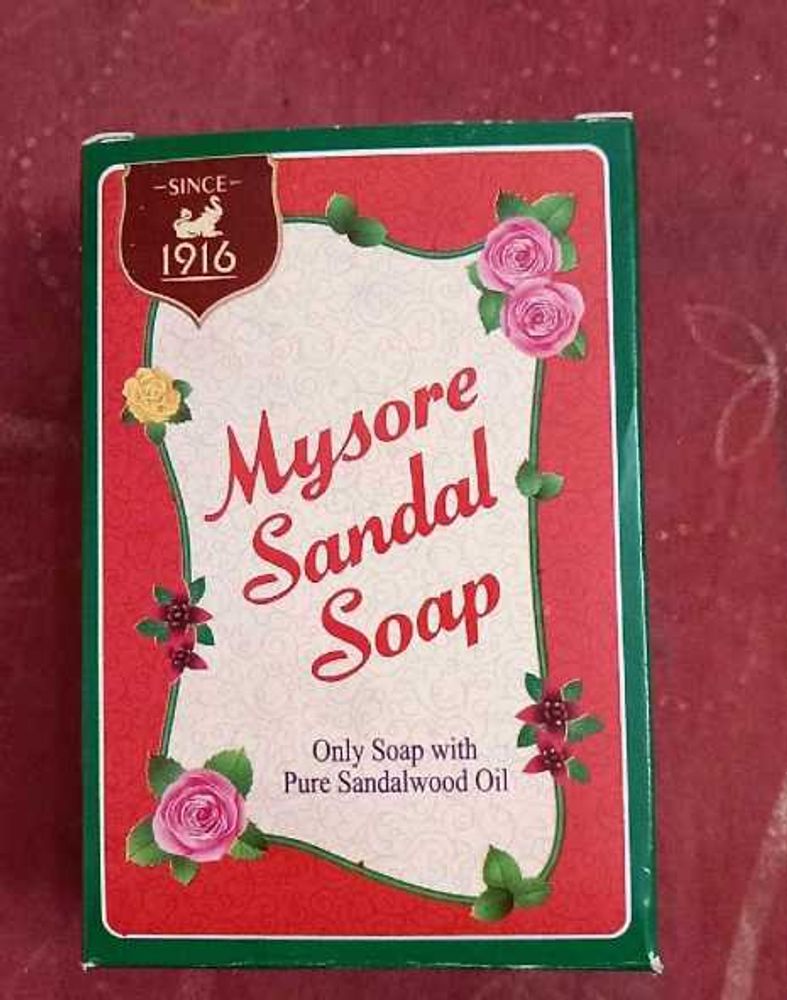 -SINCE-
1916
Mysore
Sandal
Soap
Only Soap with
Pure Sandalwood Oil